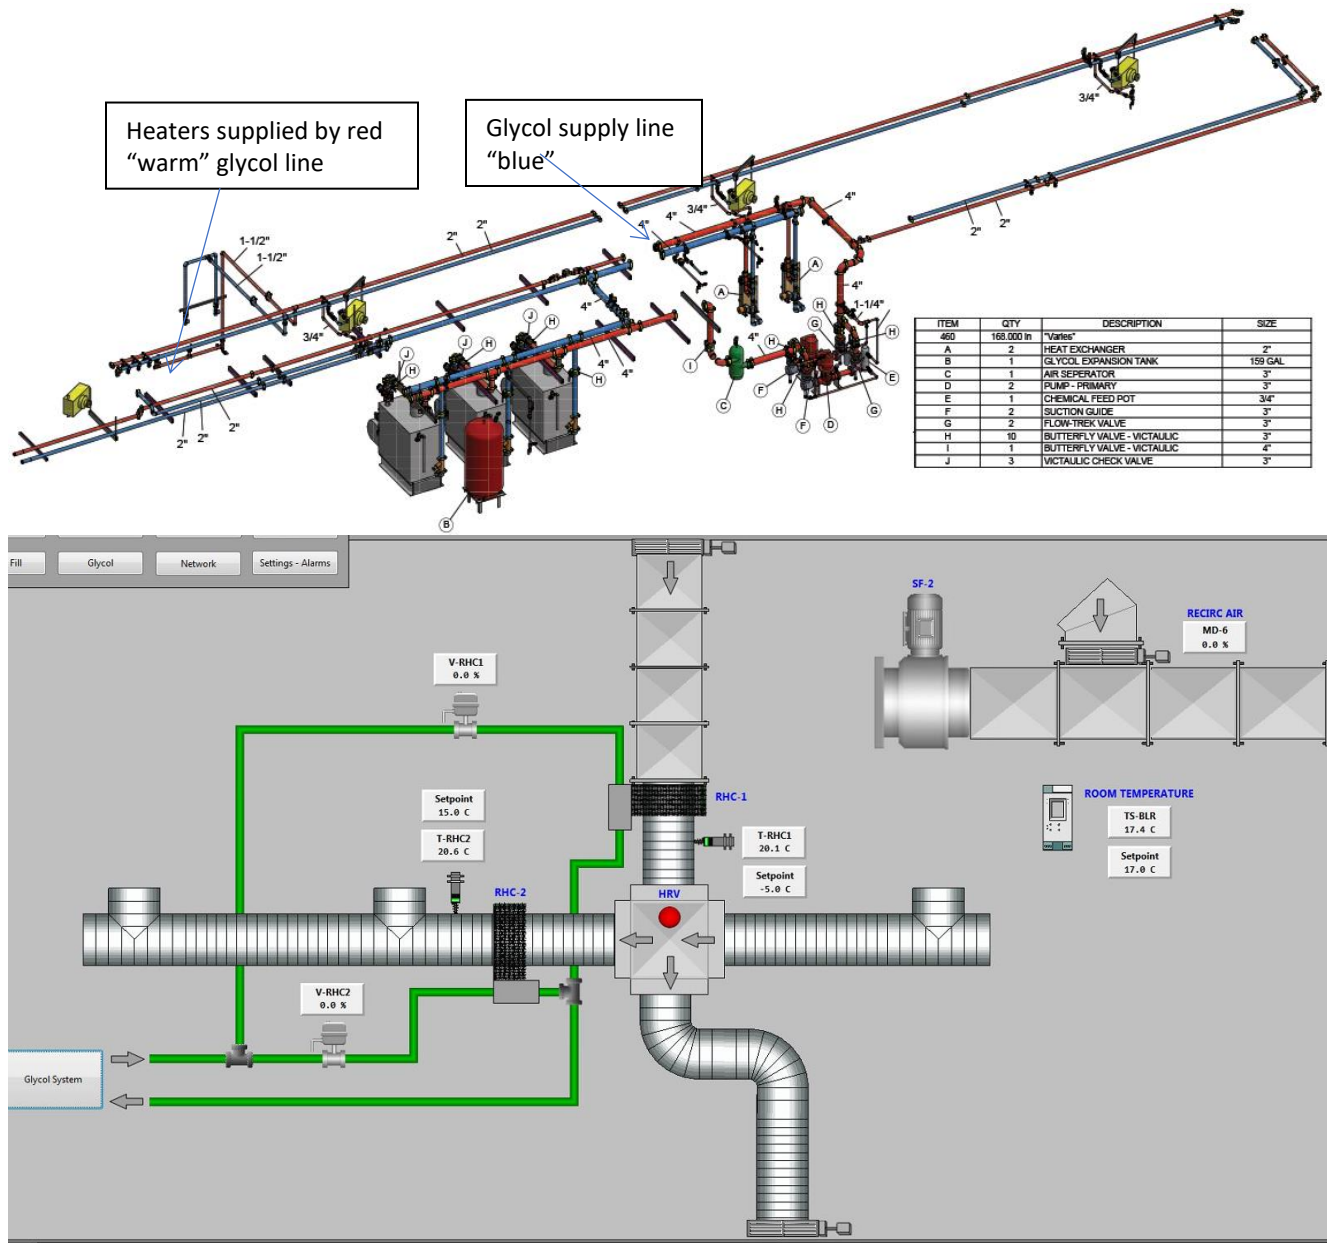 Heaters supplied by red
“warm” glycol line
Glycol supply line
“blue”
3/4"
3/4"
4"
4"
4"
2"
2"
2"
2"
1-1/2"
1-1/2"
3/4"
4"
4"
4"
4"
1-1/4"
4"
2"
2"
2"
2"
A
A
J
H
J
H
J
H
H
I
C
H
G
H
H
F
H
F
D
G
E
B
ITEM QTY DESCRIPTION SIZE
460 168.000 in "Varies"
A 2 HEAT EXCHANGER 2"
B 1 GLYCOL EXPANSION TANK 159 GAL
C 1 AIR SEPERATOR 3"
D 2 PUMP - PRIMARY 3"
E 1 CHEMICAL FEED POT 3/4"
F 2 SUCTION GUIDE 3"
G 2 FLOW-TREK VALVE 3"
H 10 BUTTERFLY VALVE - VICTAULIC 3"
I 1 BUTTERFLY VALVE - VICTAULIC 4"
J 3 VICTAULIC CHECK VALVE 3"
Fill Glycol Network Settings - Alarms
SF-2
RECIRC AIR
MD-6
0.0 %
V-RHC1
0.0 %
RHC-1
Setpoint
15.0 C
T-RHC2
20.6 C
T-RHC1
20.1 C
Setpoint
-5.0 C
ROOM TEMPERATURE
TS-BLR
17.4 C
Setpoint
17.0 C
RHC-2
HRV
V-RHC2
0.0 %
Glycol System